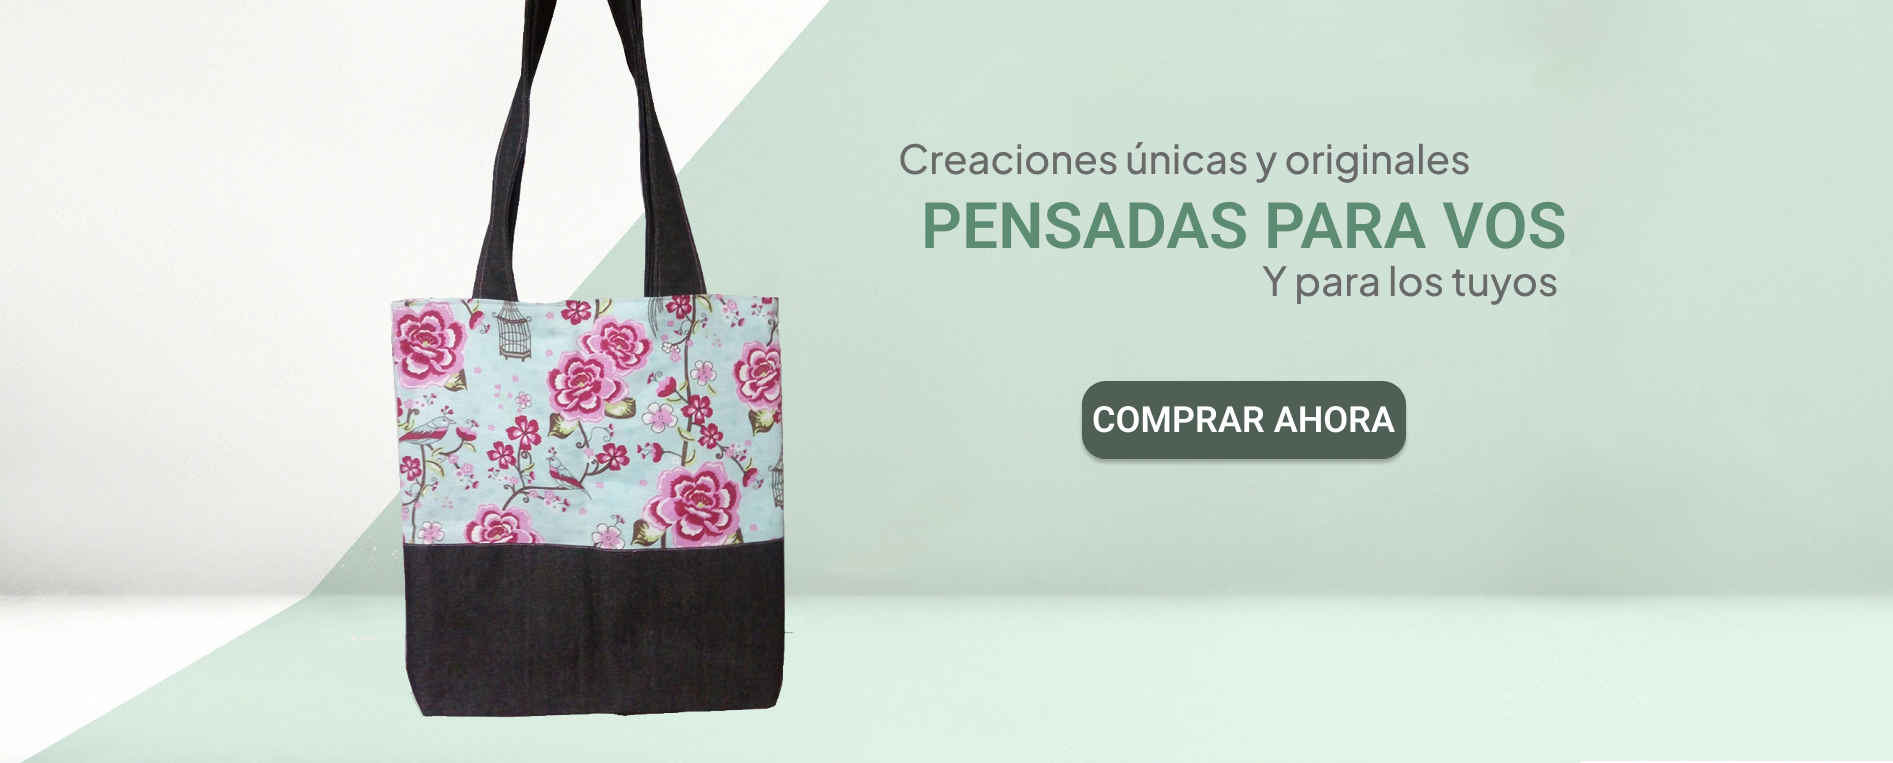 Creaciones únicas y originales
PENSADAS PARA VOS
Y para los tuyos
COMPRAR AHORA